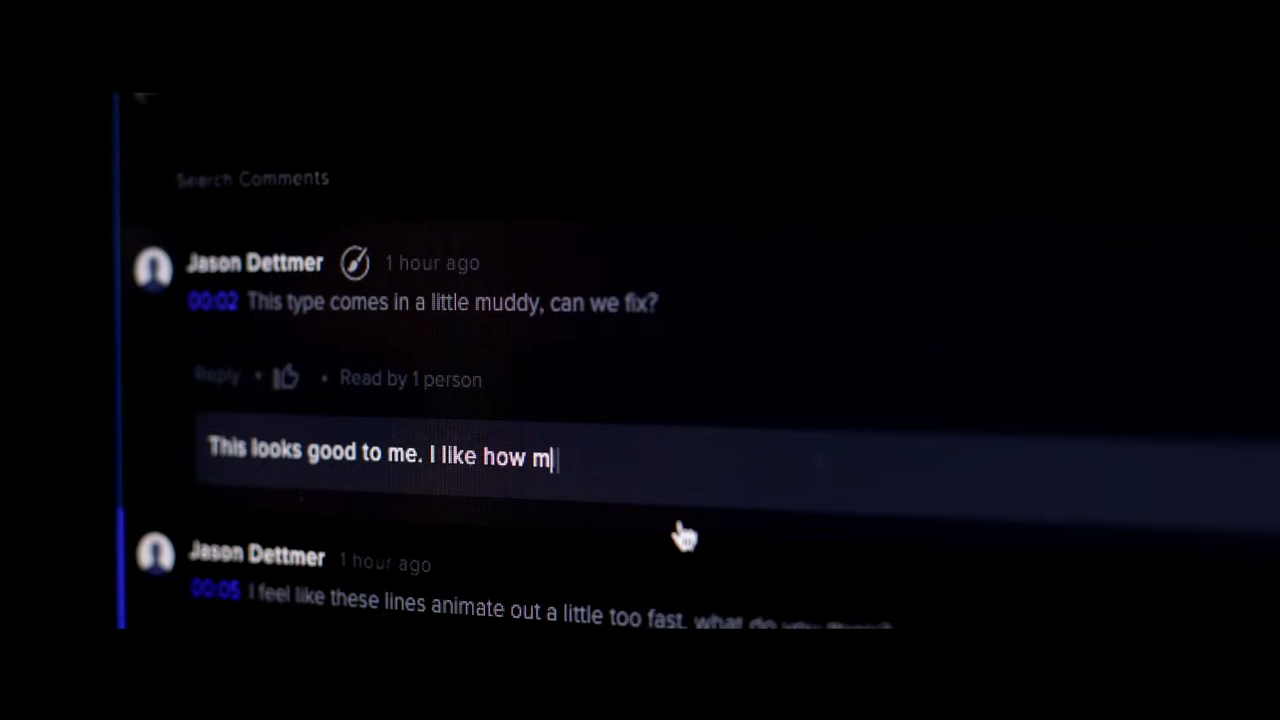 Search Comments
Jason Dettmer 1 hour ago
00:02 This type comes in a little muddy, can we fix?
Reply • • Read by 1 person
This looks good to me. I like how m
Jason Dettmer 1 hour ago
00:05 I feel like these lines animate out a little too fast, what do you